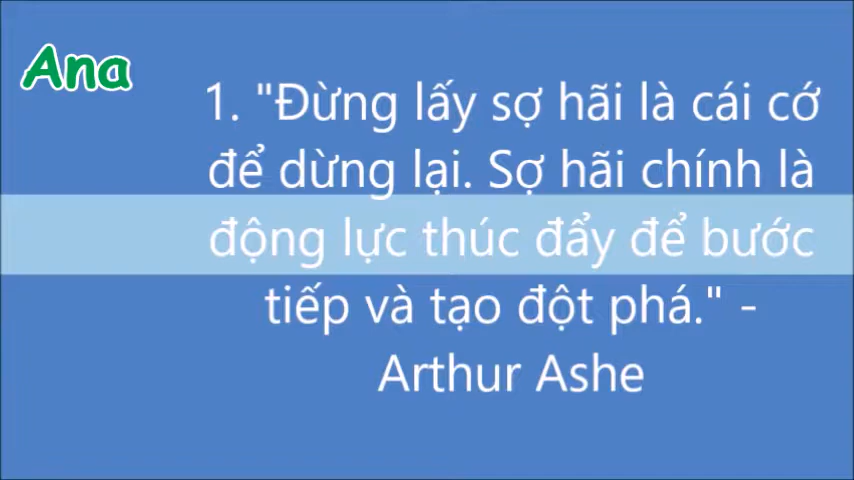 Ana
1. "Đừng lấy sợ hãi là cái cớ
để dừng lại. Sợ hãi chính là
động lực thúc đẩy để bước
tiếp và tạo đột phá." -
Arthur Ashe